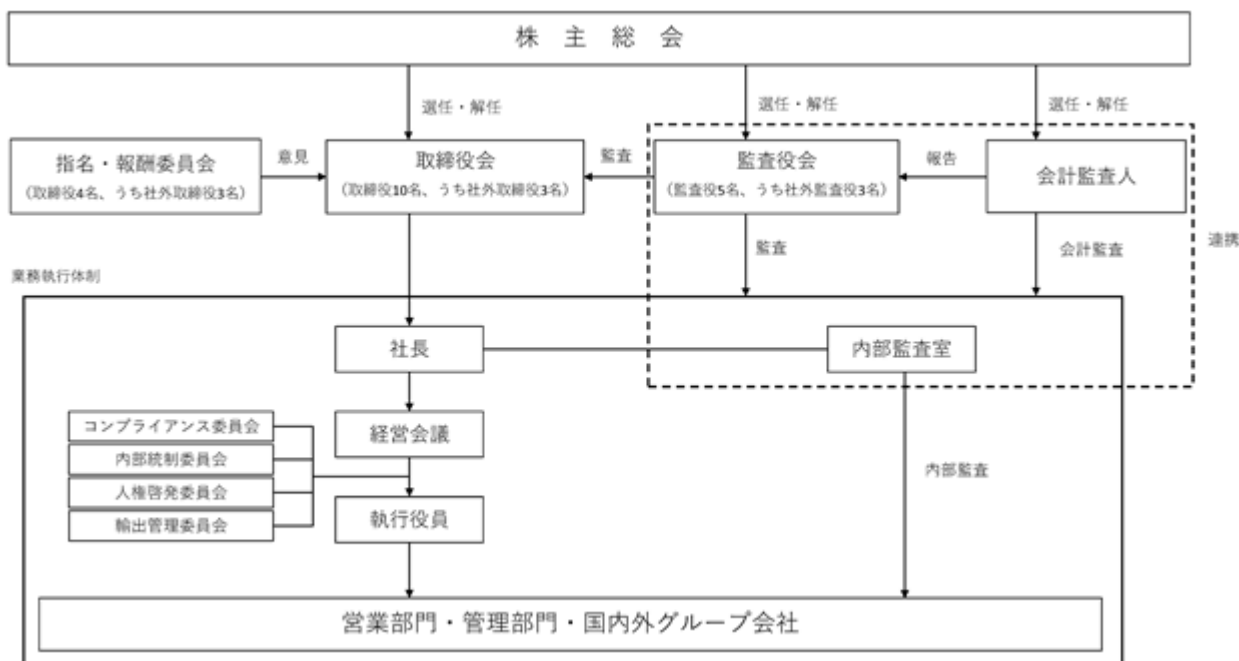 株主総会
選任・解任
選任・解任
選任・解任
指名・報酬委員会
（取締役4名、うち社外取締役3名）
意見
取締役会
（取締役10名、うち社外取締役3名）
監査
監査役会
（監査役5名、うち社外監査役3名）
報告
会計監査人
連携
監査
会計監査
業務執行体制
社長
内部監査室
コンプライアンス委員会
内部統制委員会
人権啓発委員会
輸出管理委員会
経営会議
執行役員
内部監査
営業部門・管理部門・国内外グループ会社